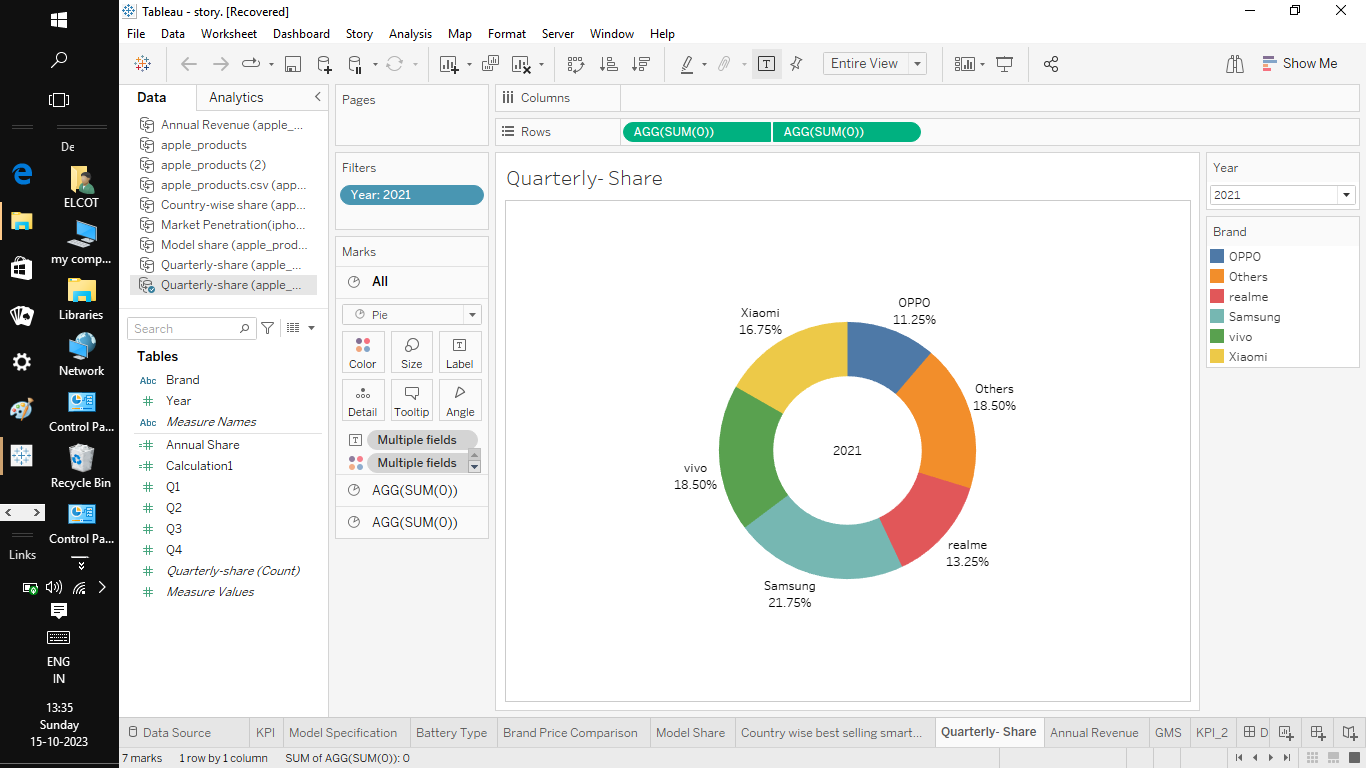 Tableau - story. [Recovered]
File Data Worksheet Dashboard Story Analysis Map Format Server Window Help
Entire View
Show Me
Data Analytics
Annual Revenue (apple_...
apple_products
apple_products (2)
apple_products.csv (app...
Country-wise share (app...
Market Penetration(ipho...
Model share (apple_prod...
Quarterly-share (apple_...
Quarterly-share (apple_...
Search
Tables
Abc Brand
Year
Abc Measure Names
Annual Share
Calculation1
Q1
Q2
Q3
Q4
Quarterly-share (Count)
Measure Values
Pages
Filters
Year: 2021
Marks
All
Pie
Color Size Label
Detail Tooltip Angle
Multiple fields
Multiple fields
AGG(SUM(0))
AGG(SUM(0))
Columns
Rows AGG(SUM(0)) AGG(SUM(0))
Quarterly- Share
OPPO
11.25%
Others
18.50%
realme
13.25%
Samsung
21.75%
vivo
18.50%
Xiaomi
16.75%
2021
Year
2021
Brand
OPPO
Others
realme
Samsung
vivo
Xiaomi
Data Source KPI Model Specification Battery Type Brand Price Comparison Model Share Country wise best selling smart... Quarterly- Share Annual Revenue GMS KPI_2 D
7 marks 1 row by 1 column SUM of AGG(SUM(0)): 0
De
ELCOT
my comp...
Libraries
Network
Control Pa...
Recycle Bin
Control Pa...
Links
ENG
IN
13:35
Sunday
15-10-2023